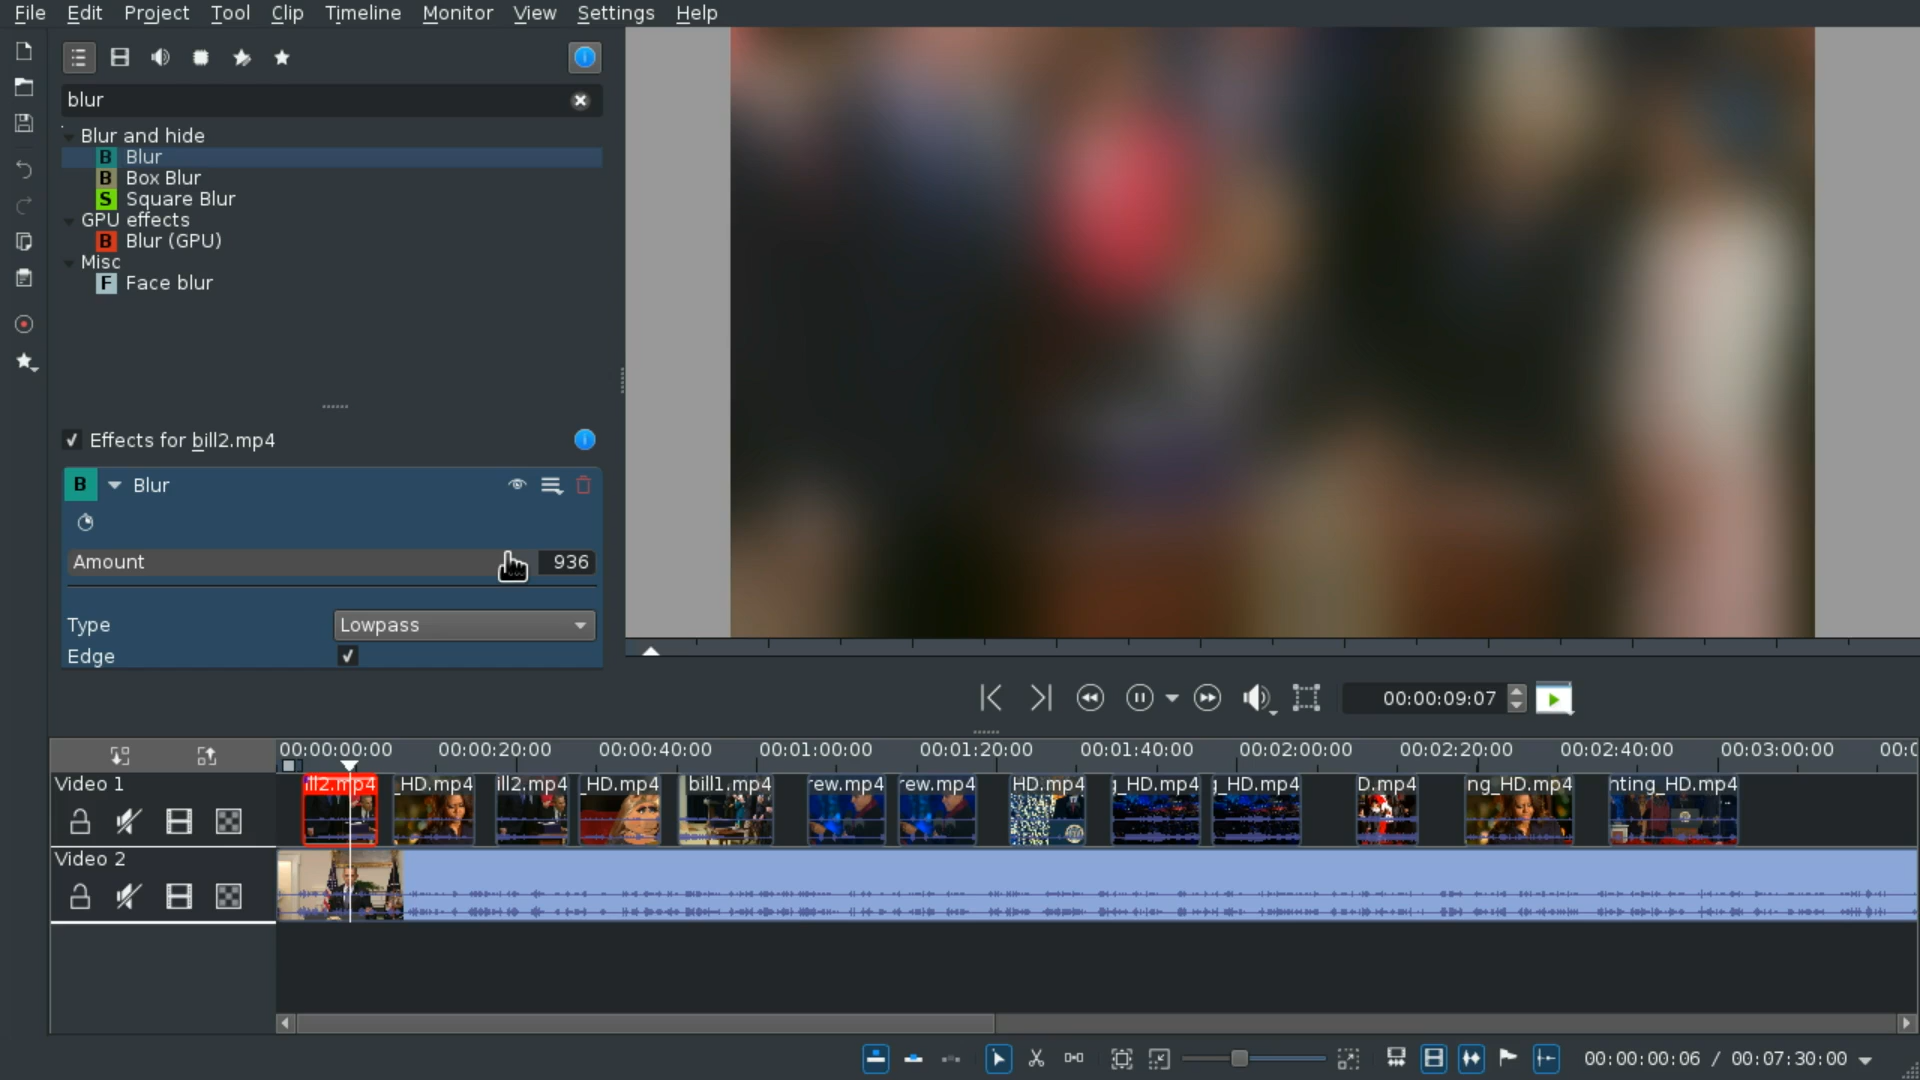 File Edit Project Tool Clip Timeline Monitor View Settings Help
blur
Blur and hide
B Blur
B Box Blur
S Square Blur
GPU effects
B Blur (GPU)
Misc
F Face blur
Effects for bill2.mp4
B Blur
Amount 936
Type Lowpass
Edge
00:00:09:07
00:00:00:00 00:00:20:00 00:00:40:00 00:01:00:00 00:01:20:00 00:01:40:00 00:02:00:00 00:02:20:00 00:02:40:00 00:03:00:00 00:0
Video 1
ill2.mp4 _HD.mp4 ill2.mp4 _HD.mp4 bill1.mp4 rew.mp4 rew.mp4 HD.mp4 g_HD.mp4 g_HD.mp4 D.mp4 ng_HD.mp4 nting_HD.mp4
Video 2
00:00:00:06 / 00:07:30:00